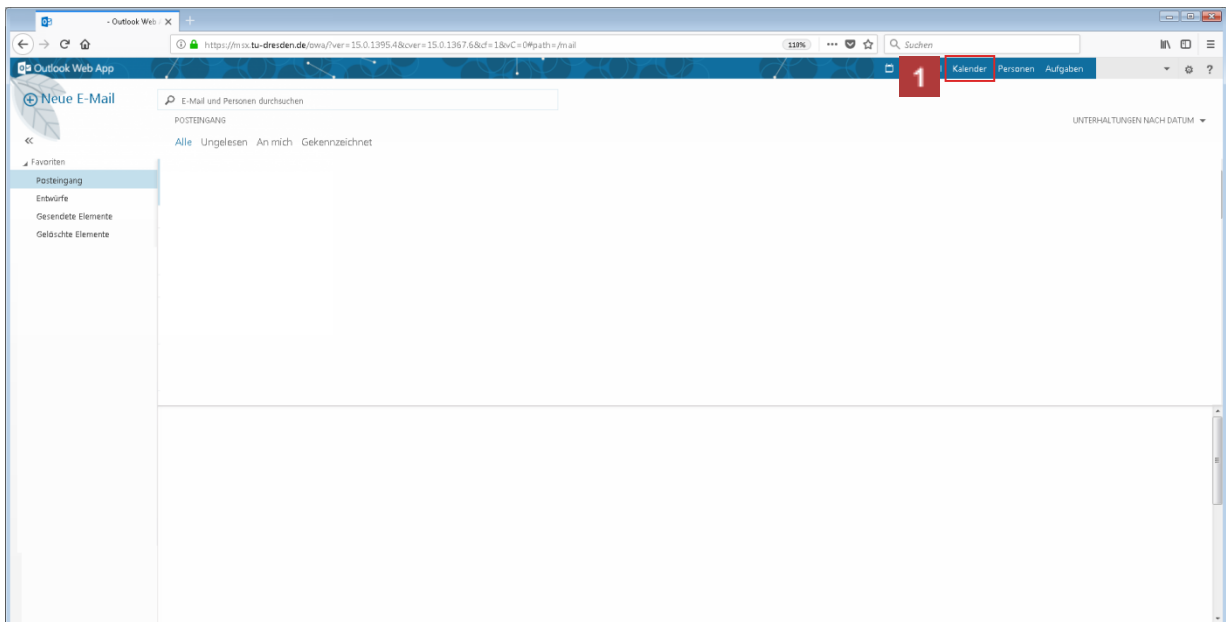 - Outlook Web
https://msx.tu-dresden.de/owa/?ver=15.0.1395.4&cver=15.0.1367.6&cf=1&vC=0#path=/mail
110%
Suchen
Outlook Web App
1
Kalender
Personen
Aufgaben
?
Neue E-Mail
E-Mail und Personen durchsuchen
POSTEINGANG
UNTERHALTUNGEN NACH DATUM
Alle Ungelesen An mich Gekennzeichnet
Favoriten
Posteingang
Entwürfe
Gesendete Elemente
Gelöschte Elemente